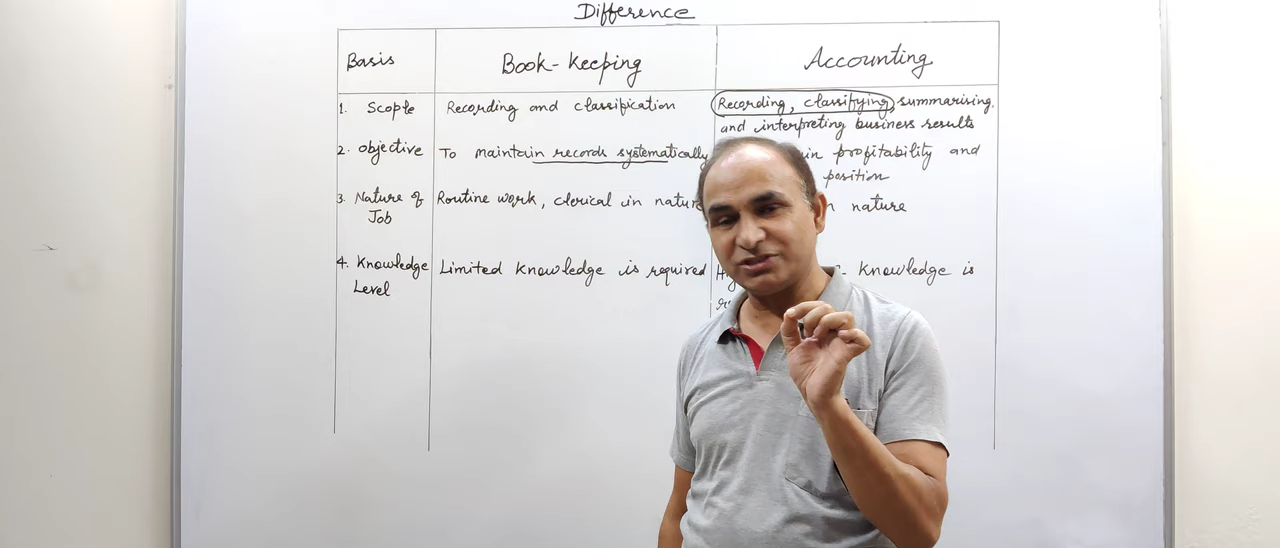 Difference
Basis Book-keeping Accounting
1. Scople Recording and classification Recording, classifying, summarising.
and interpreting business results
2. objective To maintain records systematically profitability and
position
3. Nature of Routine work, clerical in nature nature
Job
4. Knowledge Limited knowledge is required knowledge is
Level